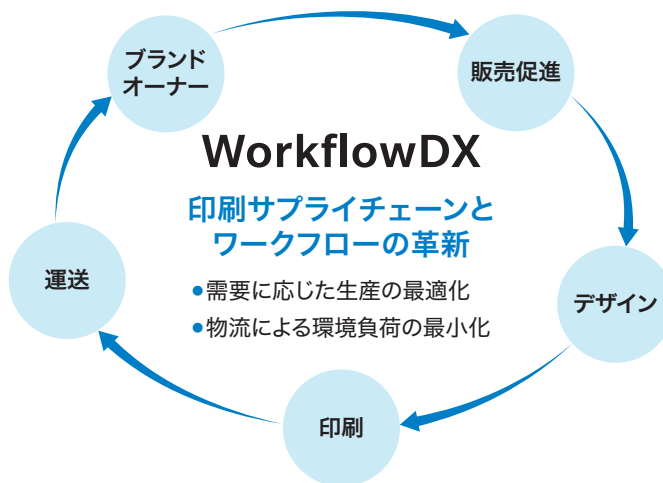 ブランド
オーナー
販売促進
WorkflowDX
印刷サプライチェーンと
ワークフローの革新
●需要に応じた生産の最適化
●物流による環境負荷の最小化
運送
デザイン
印刷